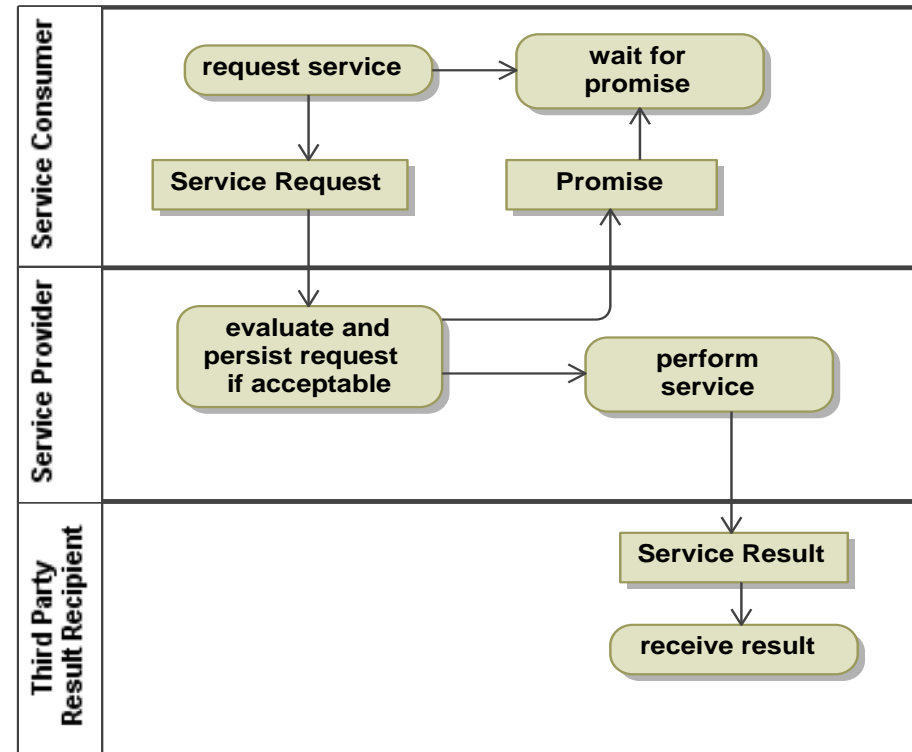 Service Consumer
request service
wait for
promise
Service Request
Promise
Service Provider
evaluate and
persist request
if acceptable
perform
service
Third Party
Result Recipient
Service Result
receive result